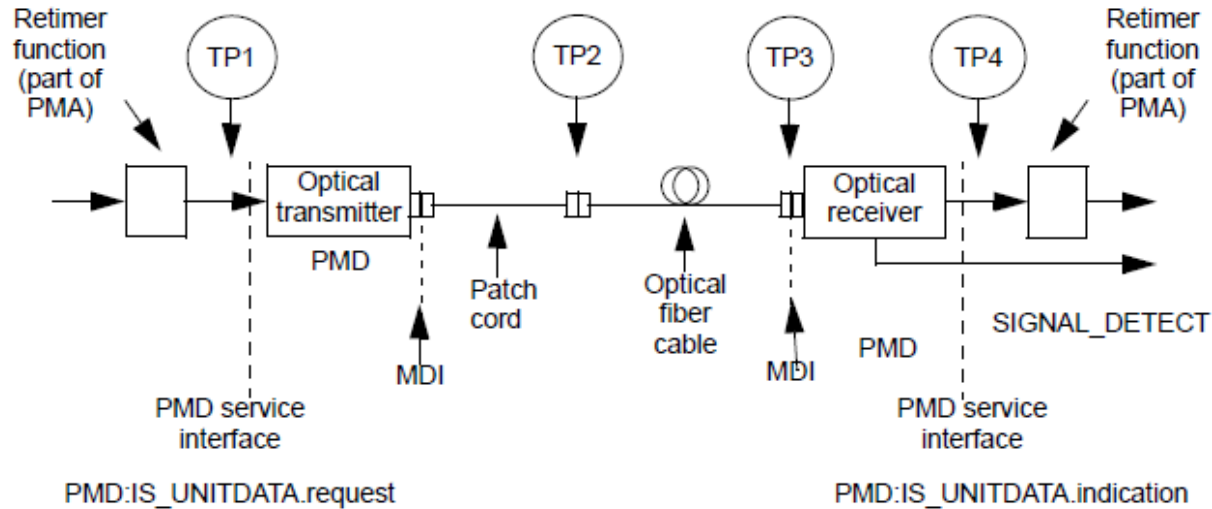 Retimer
function
(part of
PMA)
TP1
TP2
TP3
TP4
Retimer
function
(part of
PMA)
Optical
transmitter
PMD
Optical
receiver
Patch
cord
Optical
fiber
cable
MDI
MDI
PMD
SIGNAL_DETECT
PMD service
interface
PMD service
interface
PMD:IS_UNITDATA.request
PMD:IS_UNITDATA.indication